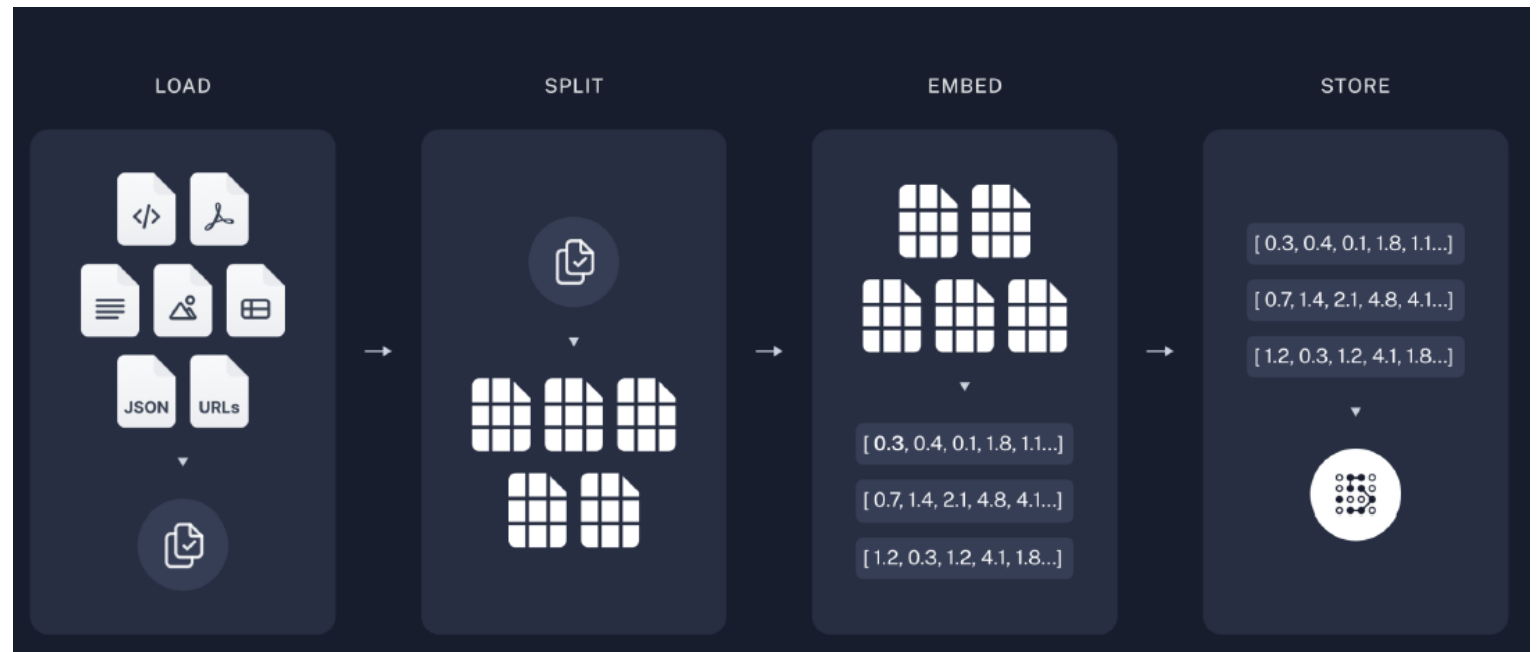 LOAD
SPLIT
EMBED
STORE
</>
JSON
URLs
[ 0.3, 0.4, 0.1, 1.8, 1.1...]
[ 0.7, 1.4, 2.1, 4.8, 4.1...]
[ 1.2, 0.3, 1.2, 4.1, 1.8...]
[ 0.3, 0.4, 0.1, 1.8, 1.1...]
[ 0.7, 1.4, 2.1, 4.8, 4.1...]
[ 1.2, 0.3, 1.2, 4.1, 1.8...]